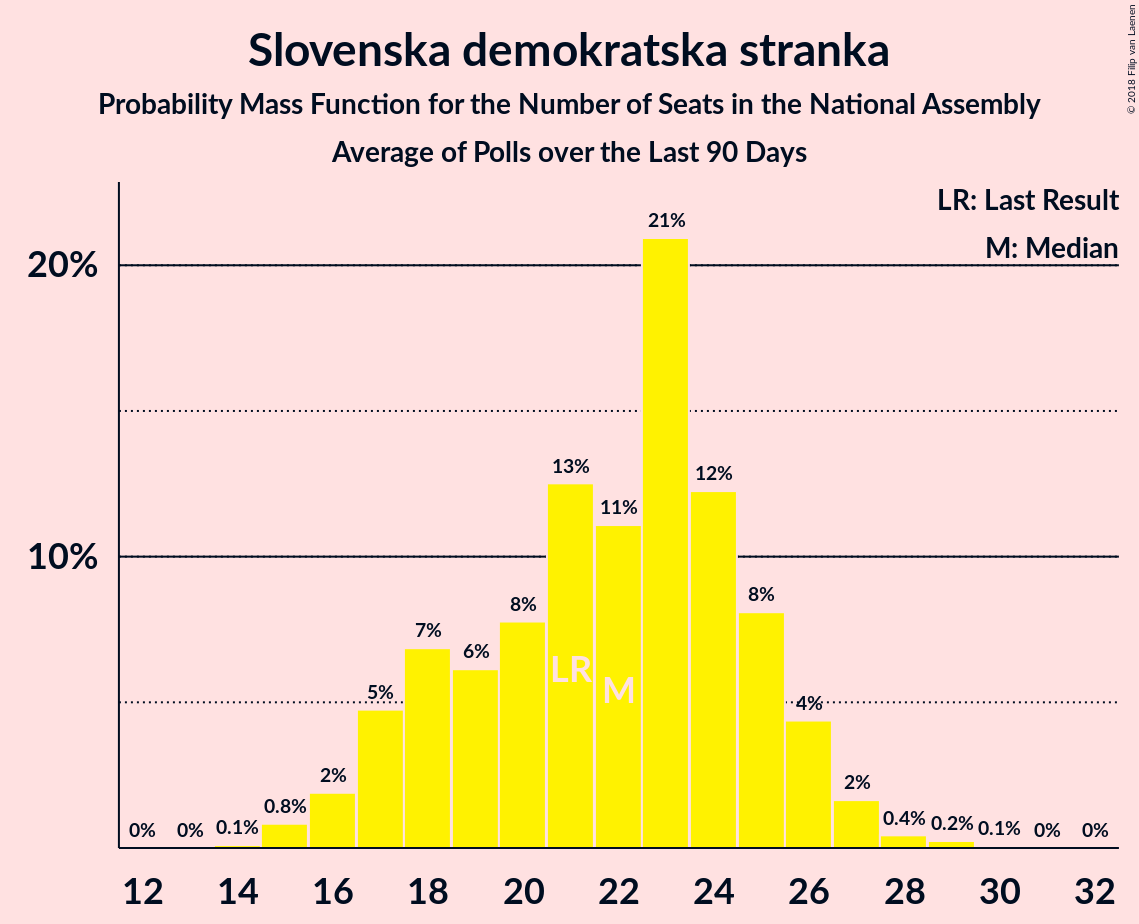 Slovenska demokratska stranka
Probability Mass Function for the Number of Seats in the National Assembly
Average of Polls over the Last 90 Days
© 2018 Filip van Laenen
LR: Last Result
M: Median
20%
10%
0%
0%
0.1%
0.8%
2%
5%
7%
6%
8%
13%
11%
21%
12%
8%
4%
2%
0.4%
0.2%
0.1%
0%
0%
LR
M
12 14 16 18 20 22 24 26 28 30 32